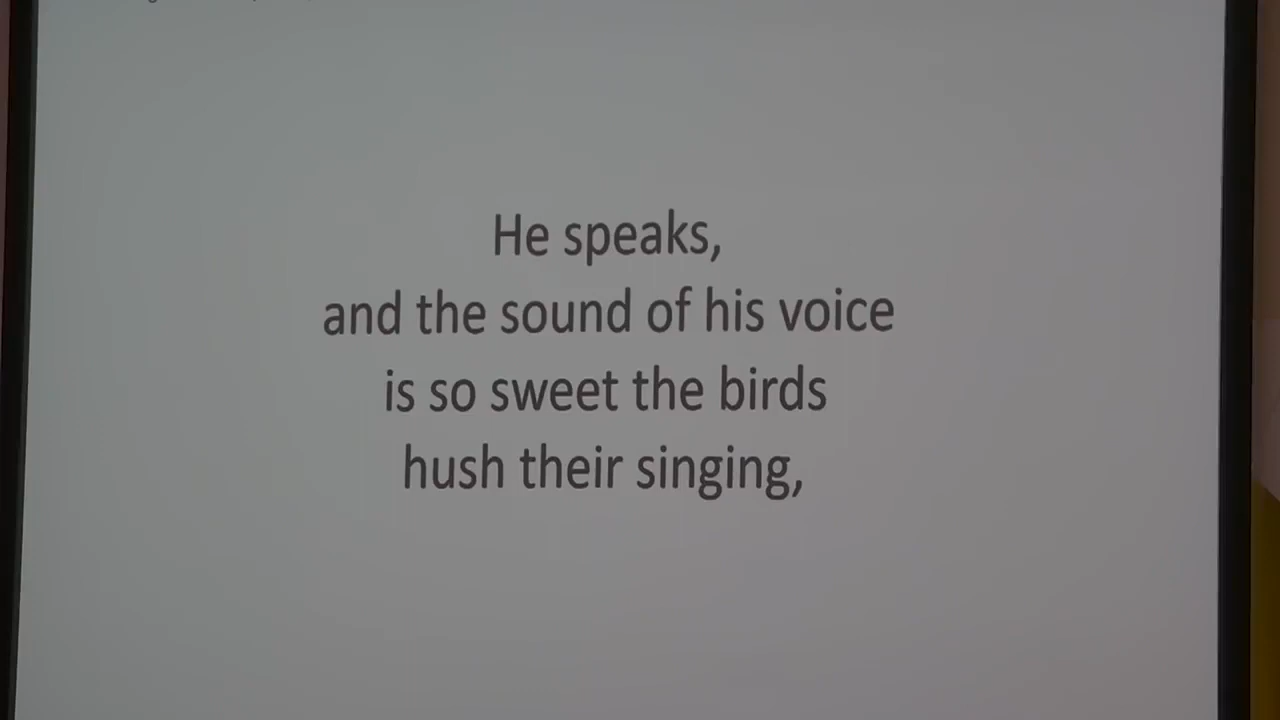 He speaks,
and the sound of his voice
is so sweet the birds
hush their singing,